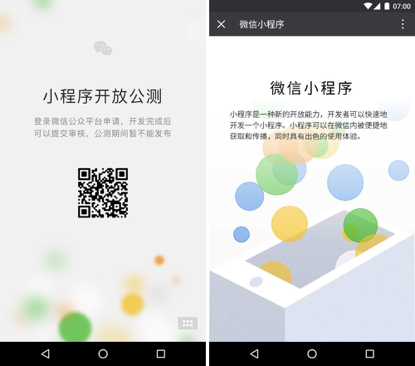 小程序开放公测
登录微信公众平台申请，开发完成后
可以提交审核，公测期暂不能发布
07:00
微信小程序
微信小程序
小程序是一种新的开放能力，开发者可以快速地
开发一个小程序。小程序可以在微信内被便捷地
获取和传播，同时具有出色的使用体验。